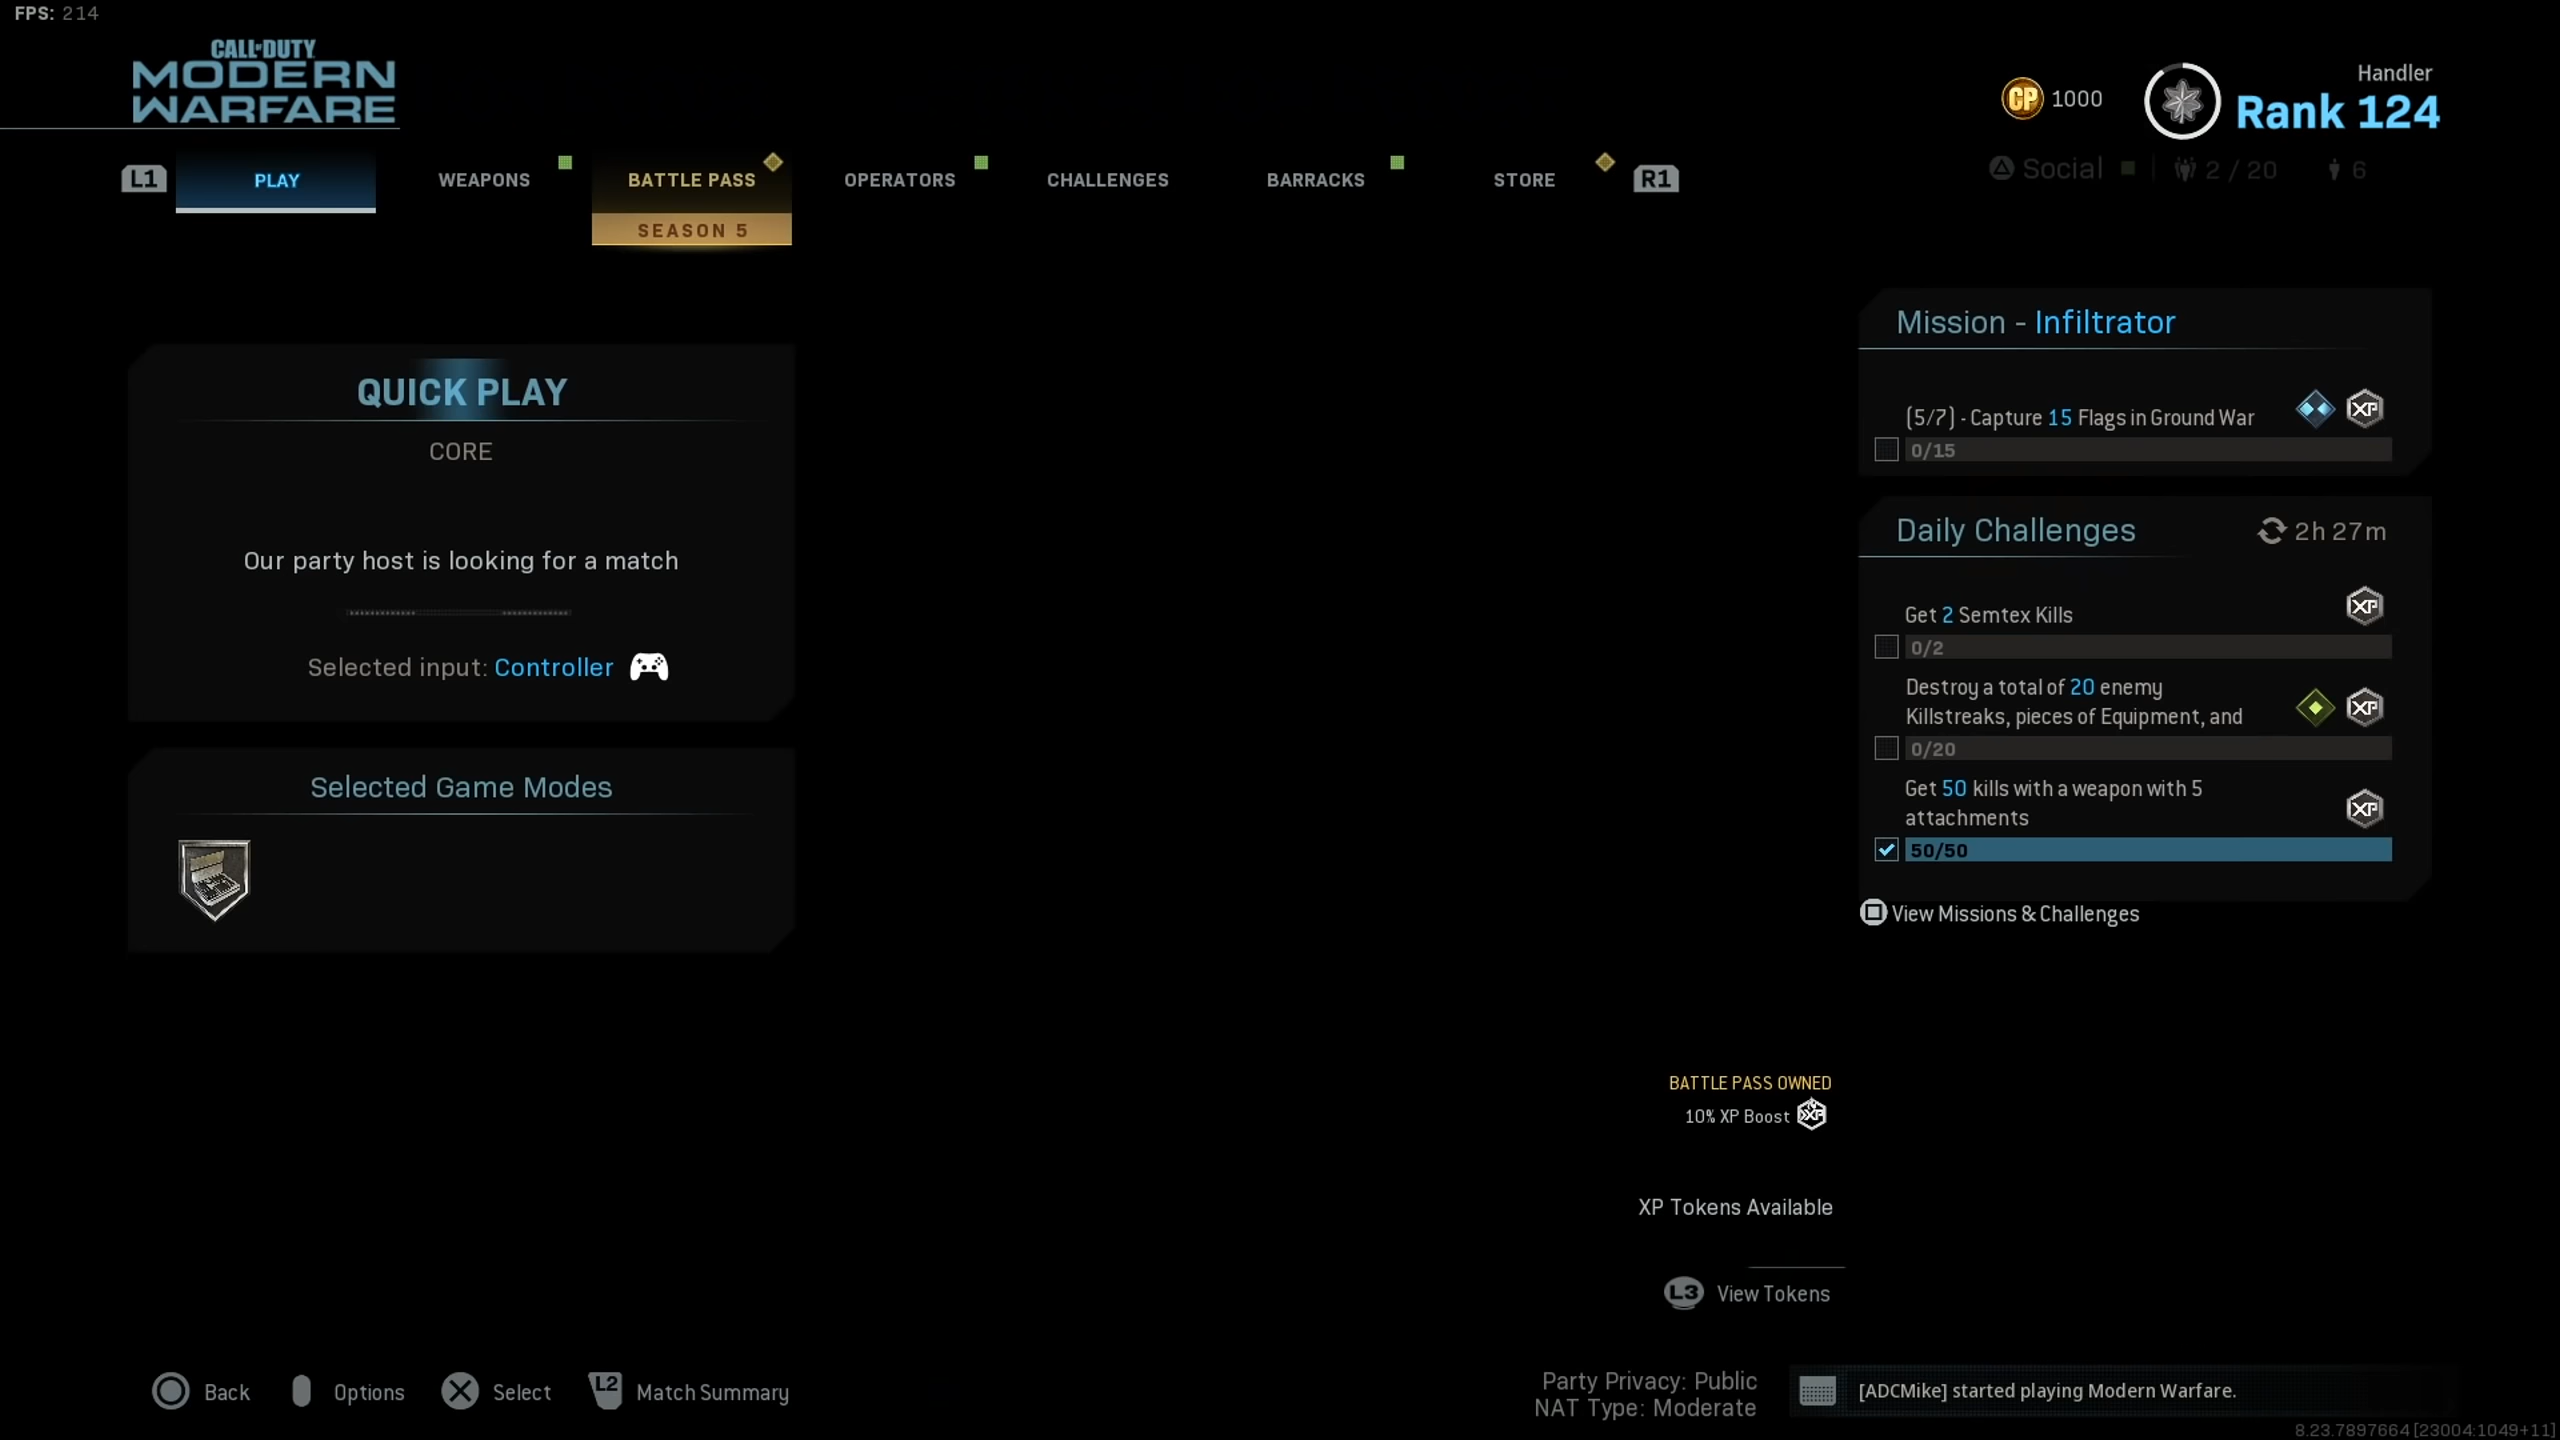 FPS: 214
CALL OF DUTY
MODERN
WARFARE
CP 1000
Handler
Rank 124
L1
PLAY
WEAPONS
BATTLE PASS
OPERATORS
CHALLENGES
BARRACKS
STORE
R1
Social
2 / 20
6
SEASON 5
QUICK PLAY
CORE
Our party host is looking for a match
Selected input: Controller
Selected Game Modes
Mission - Infiltrator
(5/7) - Capture 15 Flags in Ground War
XP
0/15
Daily Challenges
2h 27m
Get 2 Semtex Kills
XP
0/2
Destroy a total of 20 enemy
Killstreaks, pieces of Equipment, and
XP
0/20
Get 50 kills with a weapon with 5
attachments
XP
50/50
View Missions & Challenges
BATTLE PASS OWNED
10% XP Boost XP
XP Tokens Available
L3 View Tokens
Back
Options
Select
L2 Match Summary
Party Privacy: Public
NAT Type: Moderate
[ADCMike] started playing Modern Warfare.
8.23.7897664 [23004:1049+11]